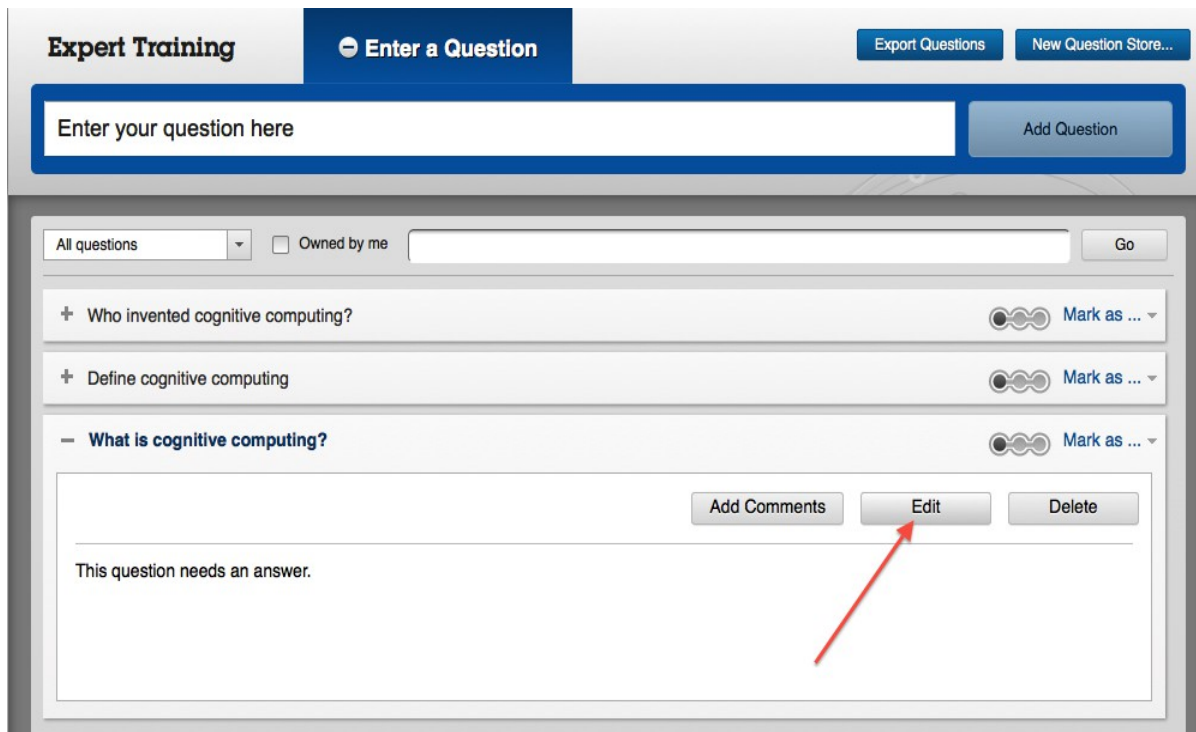 Expert Training
Enter a Question
Export Questions
New Question Store...
Enter your question here
Add Question
All questions
Owned by me
Go
Who invented cognitive computing?
Mark as ...
Define cognitive computing
Mark as ...
What is cognitive computing?
Mark as ...
Add Comments
Edit
Delete
This question needs an answer.